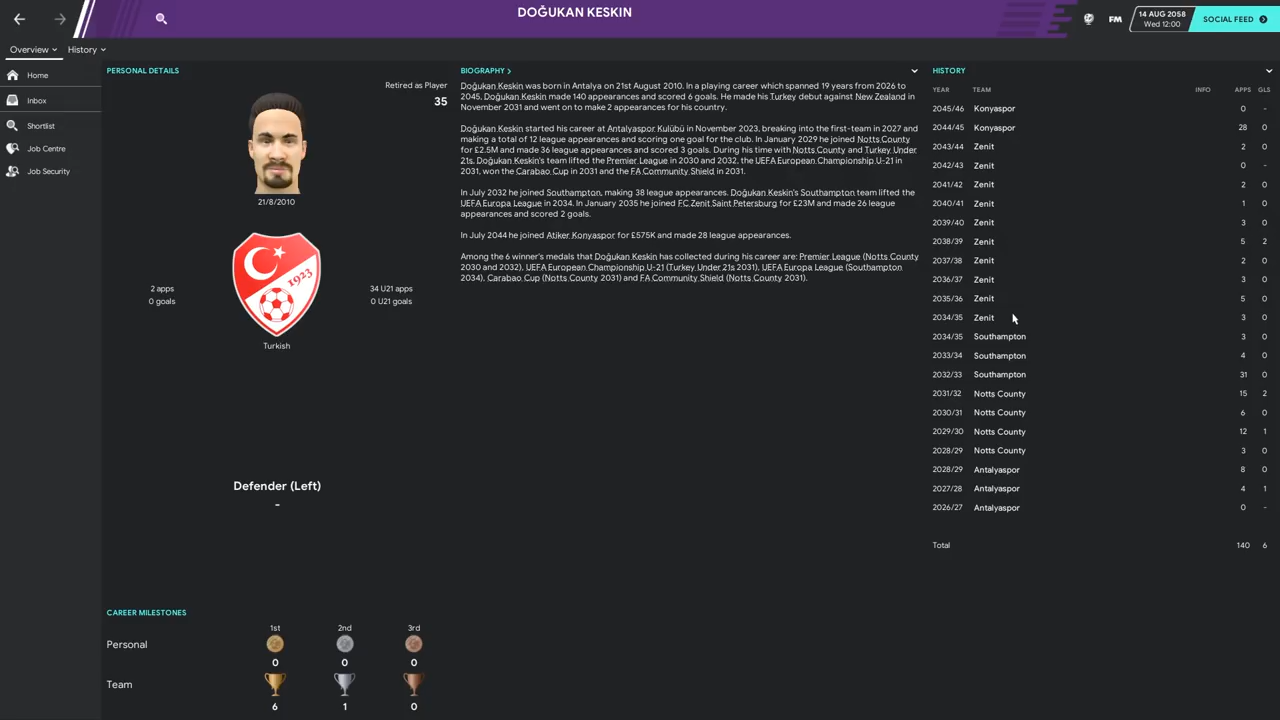 DOĞUKAN KESKIN
FM
14 AUG 2058
Wed 12:00
SOCIAL FEED
Overview
History
Home
Inbox
Shortlist
Job Centre
Job Security
PERSONAL DETAILS
Retired as Player
35
21/8/2010
1923
2 apps
0 goals
34 U21 apps
0 U21 goals
Turkish
Defender (Left)
-
CAREER MILESTONES
1st 2nd 3rd
Personal
0 0 0
Team
6 1 0
BIOGRAPHY
Doğukan Keskin was born in Antalya on 21st August 2010. In a playing career which spanned 19 years from 2026 to
2045, Doğukan Keskin made 140 appearances and scored 6 goals. He made his Turkey debut against New Zealand in
November 2031 and went on to make 2 appearances for his country.
Doğukan Keskin started his career at Antalyaspor Kulübü in November 2023, breaking into the first-team in 2027 and
making a total of 12 league appearances and scoring one goal for the club. In January 2029 he joined Notts County
for £2.5M and made 36 league appearances and scored 3 goals. During his time with Notts County and Turkey Under
21s, Doğukan Keskin's team lifted the Premier League in 2030 and 2032, the UEFA European Championship U-21 in
2031, won the Carabao Cup in 2031 and the FA Community Shield in 2031.
In July 2032 he joined Southampton, making 38 league appearances. Doğukan Keskin's Southampton team lifted the
UEFA Europa League in 2034. In January 2035 he joined FC Zenit Saint Petersburg for £23M and made 26 league
appearances and scored 2 goals.
In July 2044 he joined Atiker Konyaspor for £575K and made 28 league appearances.
Among the 6 winner's medals that Doğukan Keskin has collected during his career are: Premier League (Notts County
2030 and 2032), UEFA European Championship U-21 (Turkey Under 21s 2031), UEFA Europa League (Southampton
2034), Carabao Cup (Notts County 2031) and FA Community Shield (Notts County 2031).
HISTORY
YEAR TEAM INFO APPS GLS
2045/46 Konyaspor 0 -
2044/45 Konyaspor 28 0
2043/44 Zenit 2 0
2042/43 Zenit 0 -
2041/42 Zenit 2 0
2040/41 Zenit 1 0
2039/40 Zenit 3 0
2038/39 Zenit 5 2
2037/38 Zenit 2 0
2036/37 Zenit 3 0
2035/36 Zenit 5 0
2034/35 Zenit 3 0
2034/35 Southampton 3 0
2033/34 Southampton 4 0
2032/33 Southampton 31 0
2031/32 Notts County 15 2
2030/31 Notts County 6 0
2029/30 Notts County 12 1
2028/29 Notts County 3 0
2028/29 Antalyaspor 8 0
2027/28 Antalyaspor 4 1
2026/27 Antalyaspor 0 -
Total 140 6